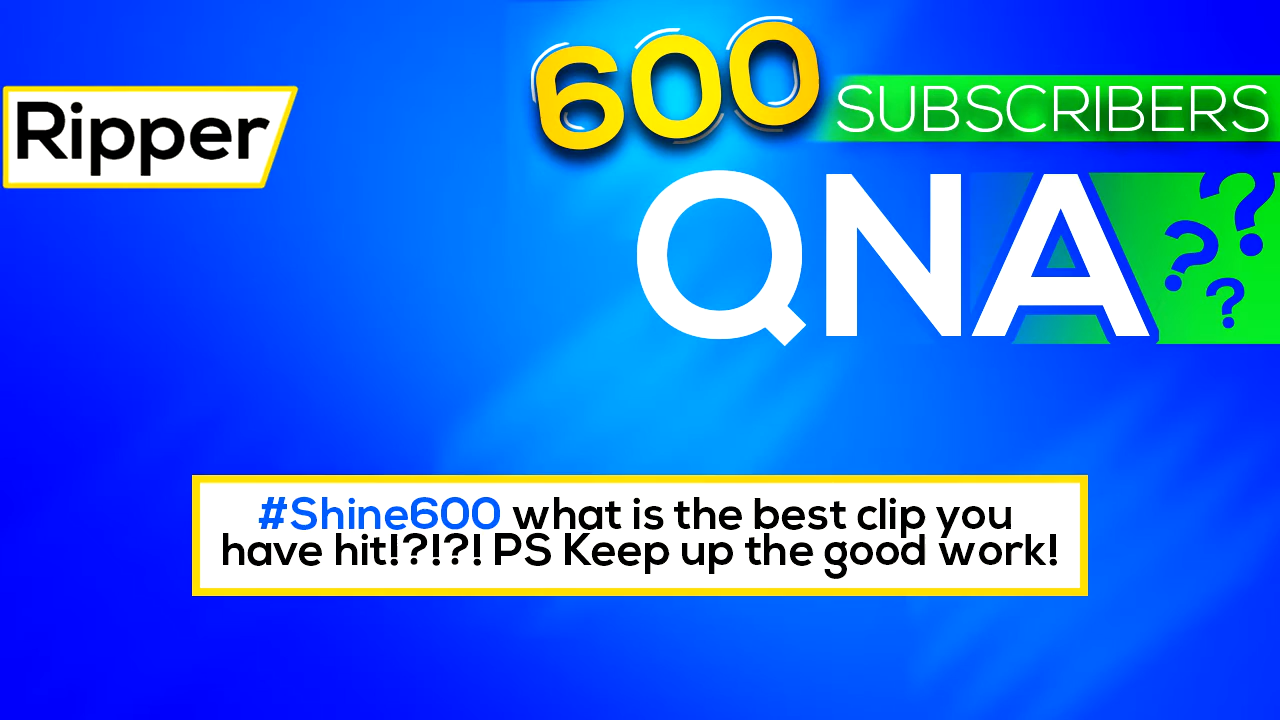 600 SUBSCRIBERS
Ripper
QNA ???
#Shine600 what is the best clip you
have hit!?!?! PS Keep up the good work!